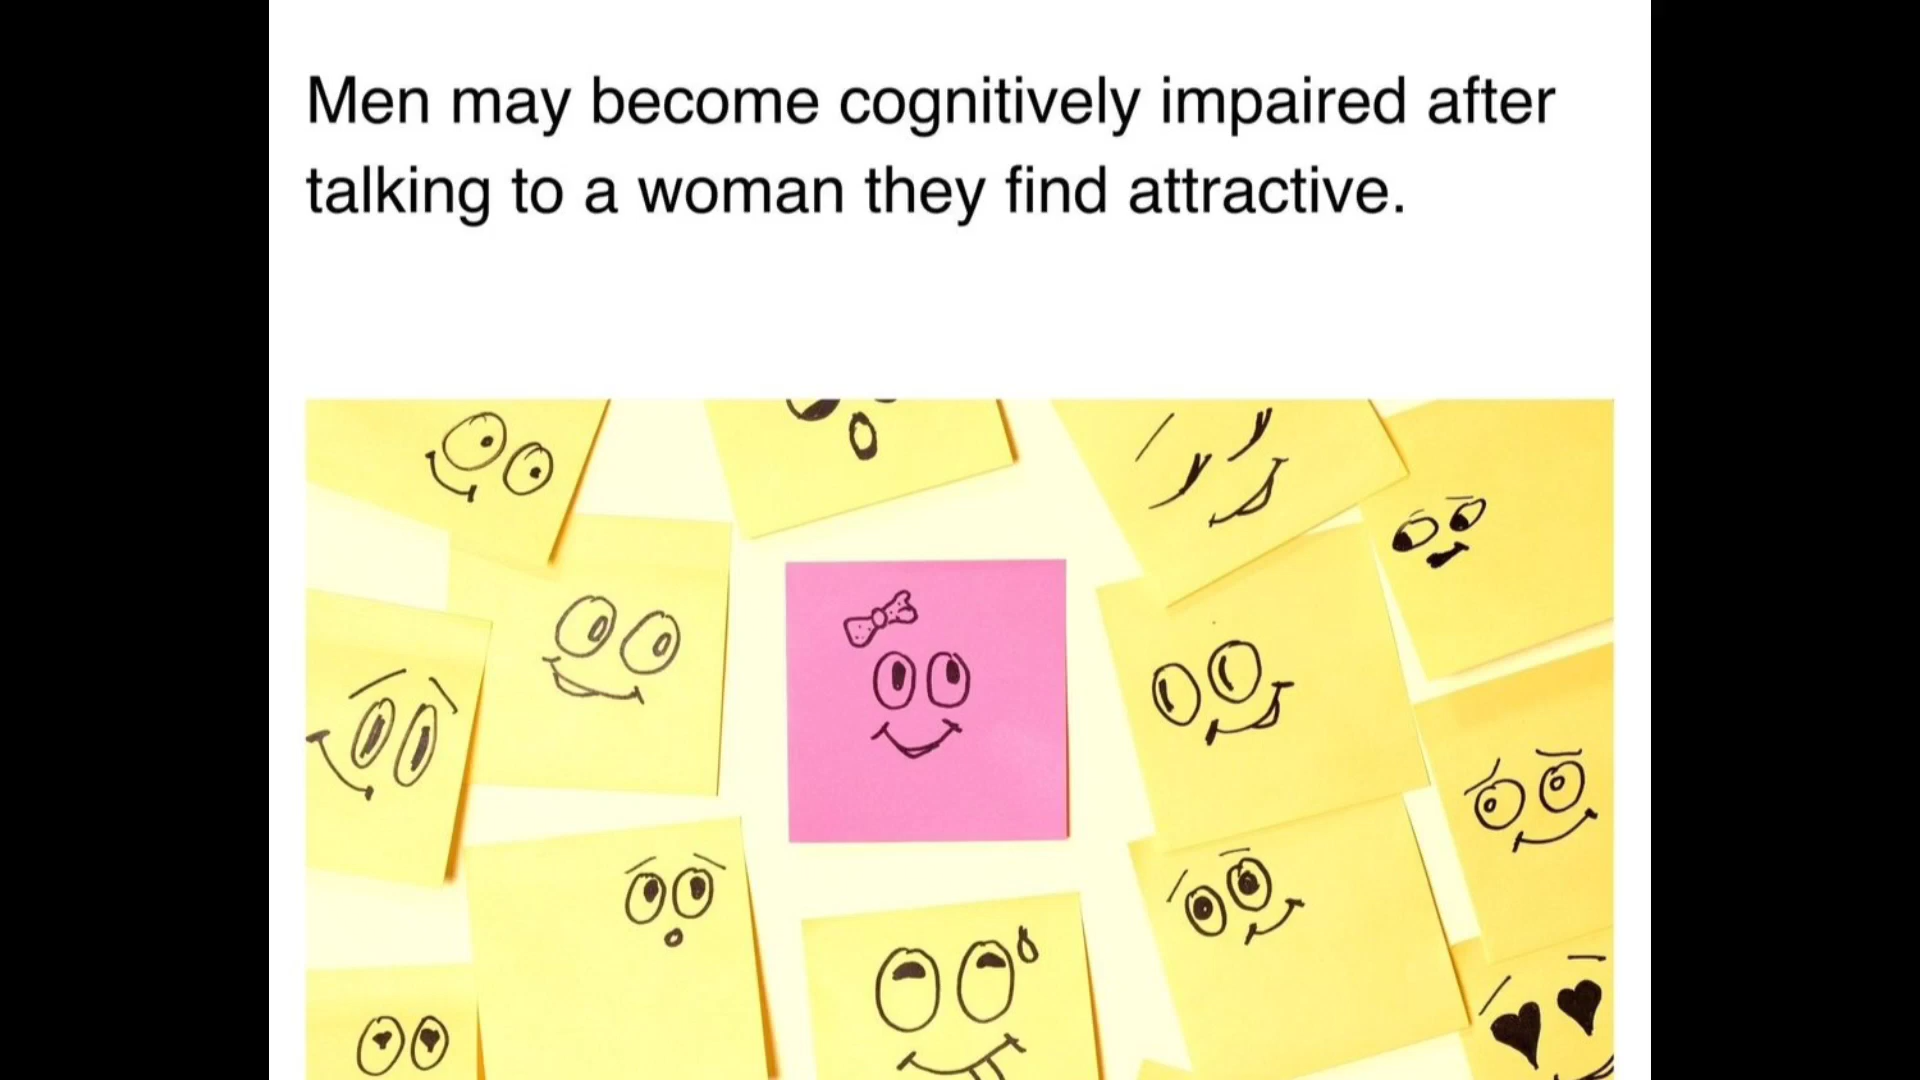 Men may become cognitively impaired after
talking to a woman they find attractive.